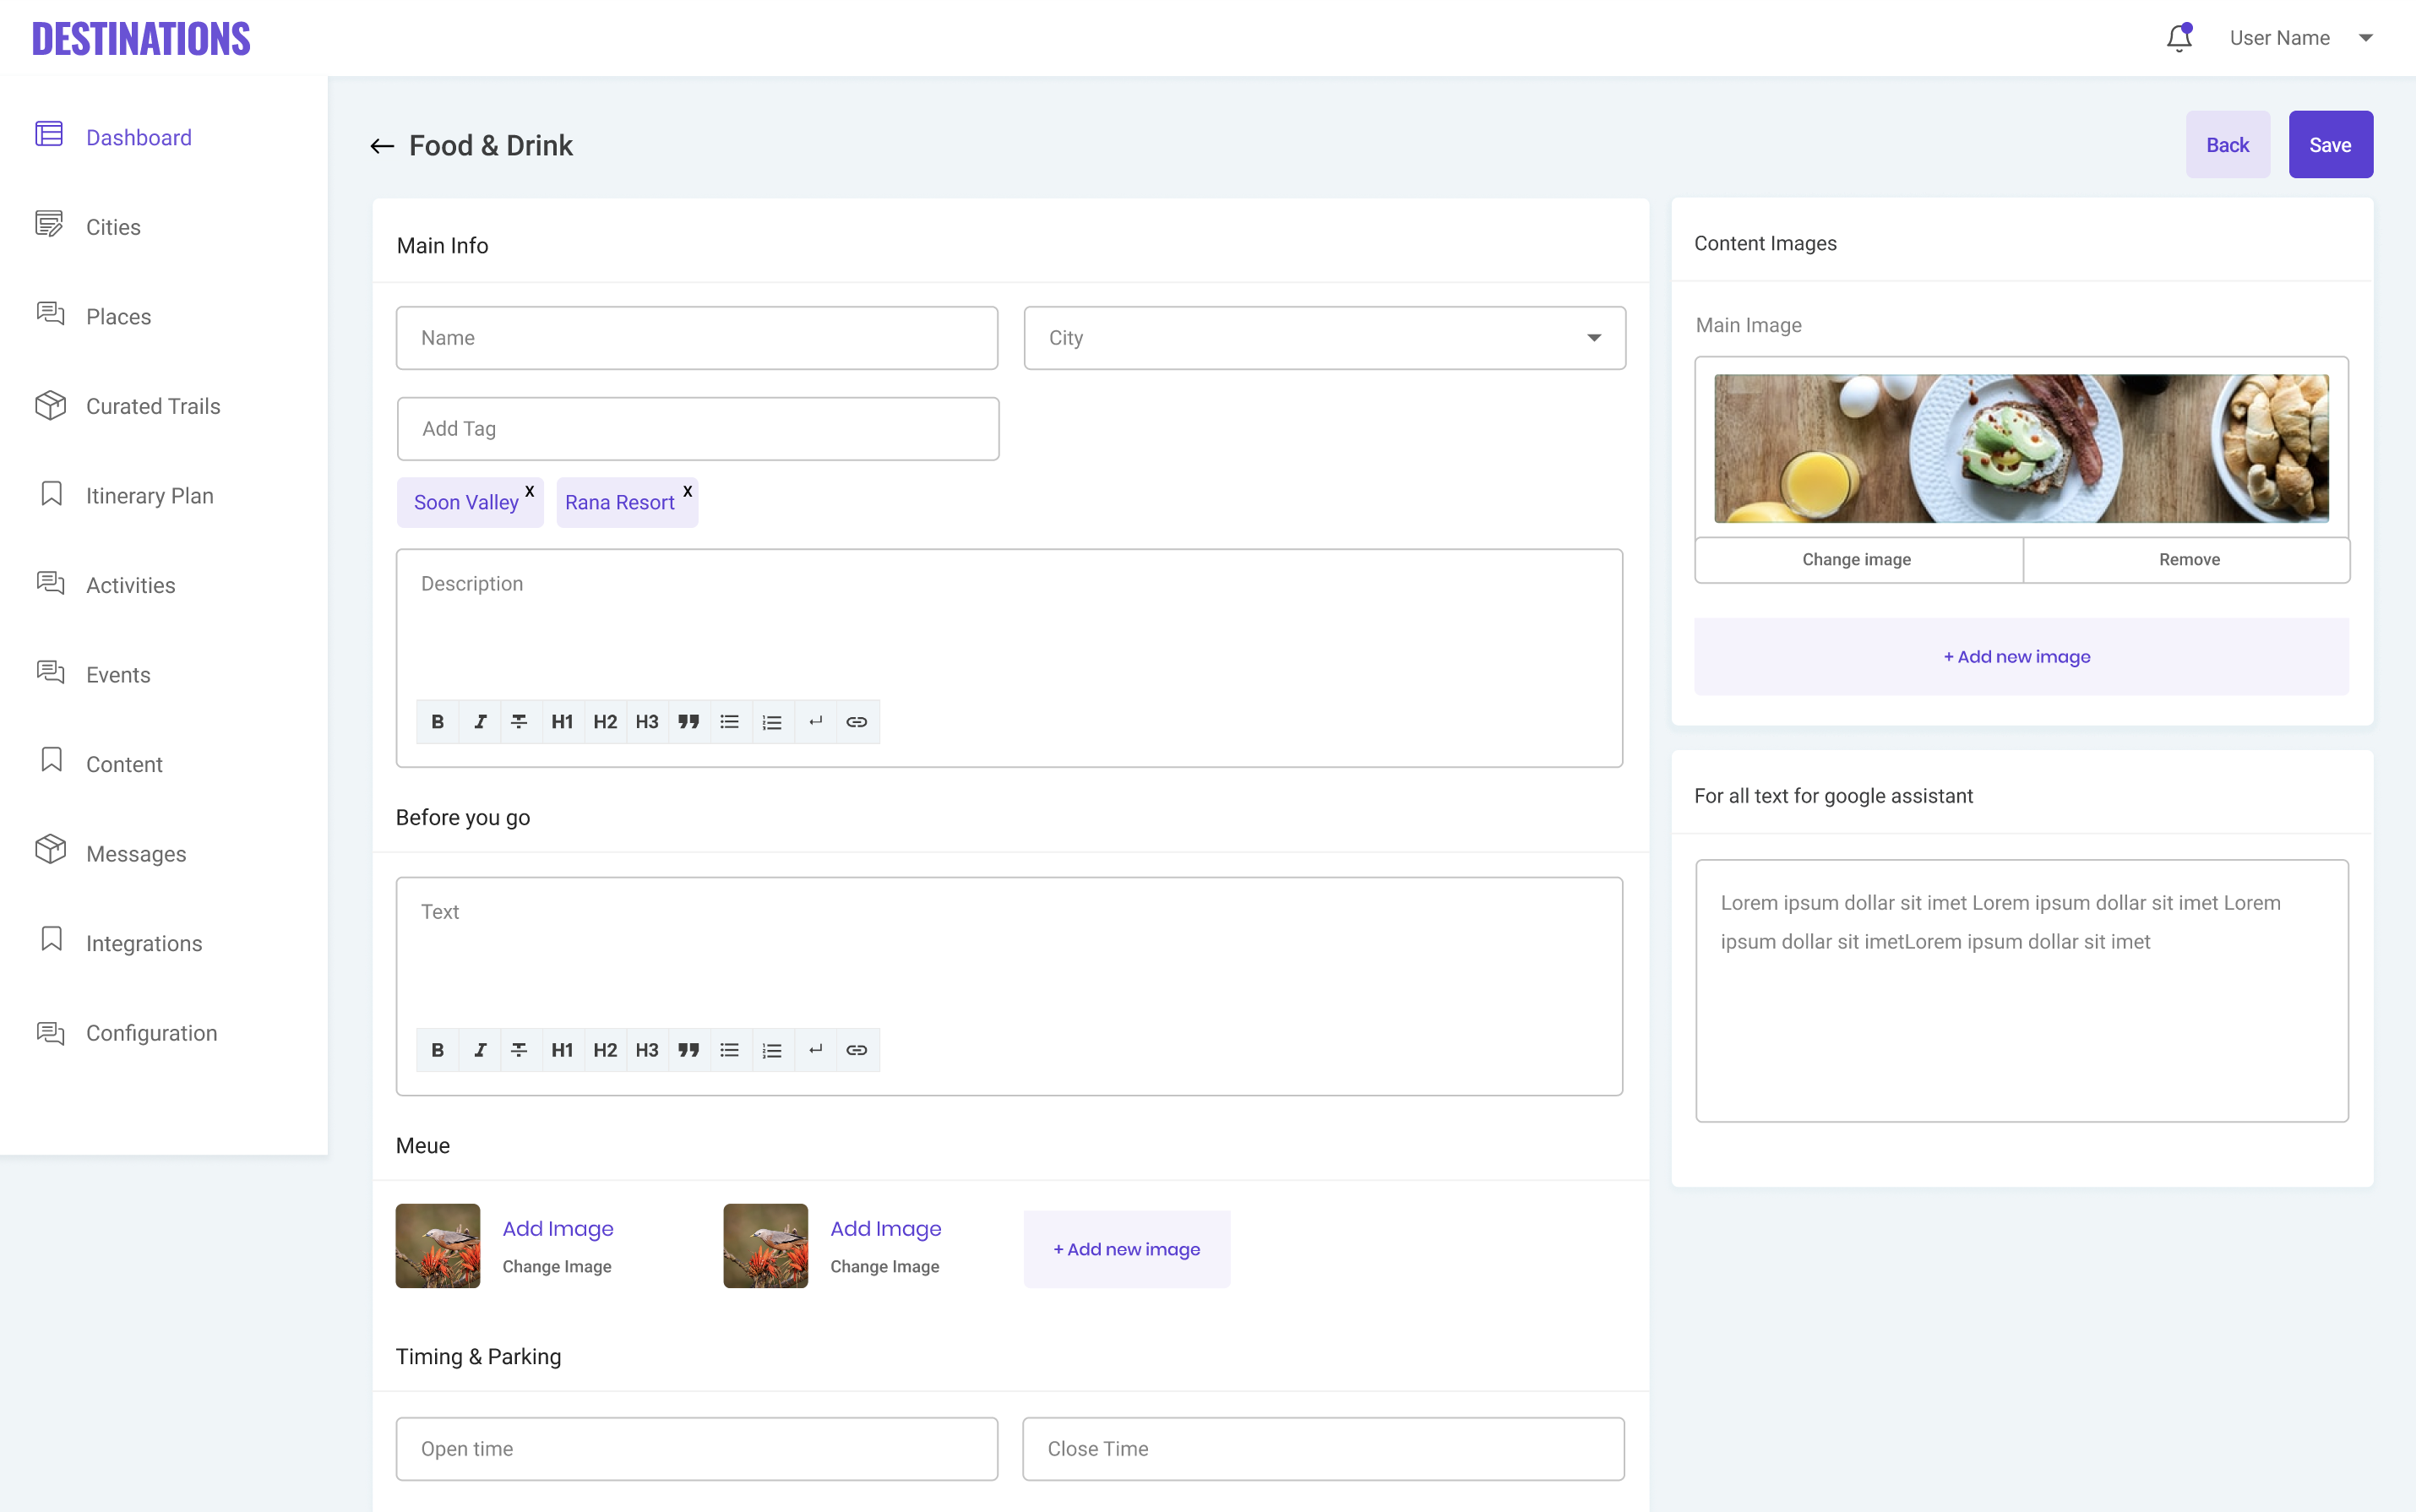 DESTINATIONS
User Name
Dashboard
Cities
Places
Curated Trails
Itinerary Plan
Activities
Events
Content
Messages
Integrations
Configuration
Food & Drink
Back
Save
Main Info
Name
City
Add Tag
Soon Valley x
Rana Resort x
Description
B I T H1 H2 H3
Before you go
Text
B I T H1 H2 H3
Meue
Add Image
Change Image
Add Image
Change Image
+ Add new image
Timing & Parking
Open time
Close Time
Content Images
Main Image
Change image
Remove
+ Add new image
For all text for google assistant
Lorem ipsum dollar sit imet Lorem ipsum dollar sit imet Lorem
ipsum dollar sit imetLorem ipsum dollar sit imet